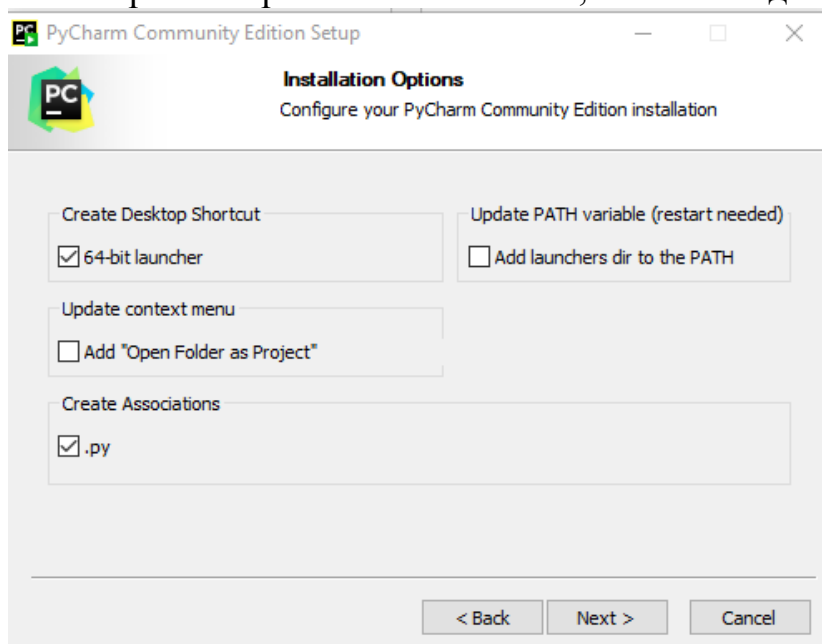 PyCharm Community Edition Setup
PC
Installation Options
Configure your PyCharm Community Edition installation
Create Desktop Shortcut
64-bit launcher
Update PATH variable (restart needed)
Add launchers dir to the PATH
Update context menu
Add "Open Folder as Project"
Create Associations
.py
< Back
Next >
Cancel